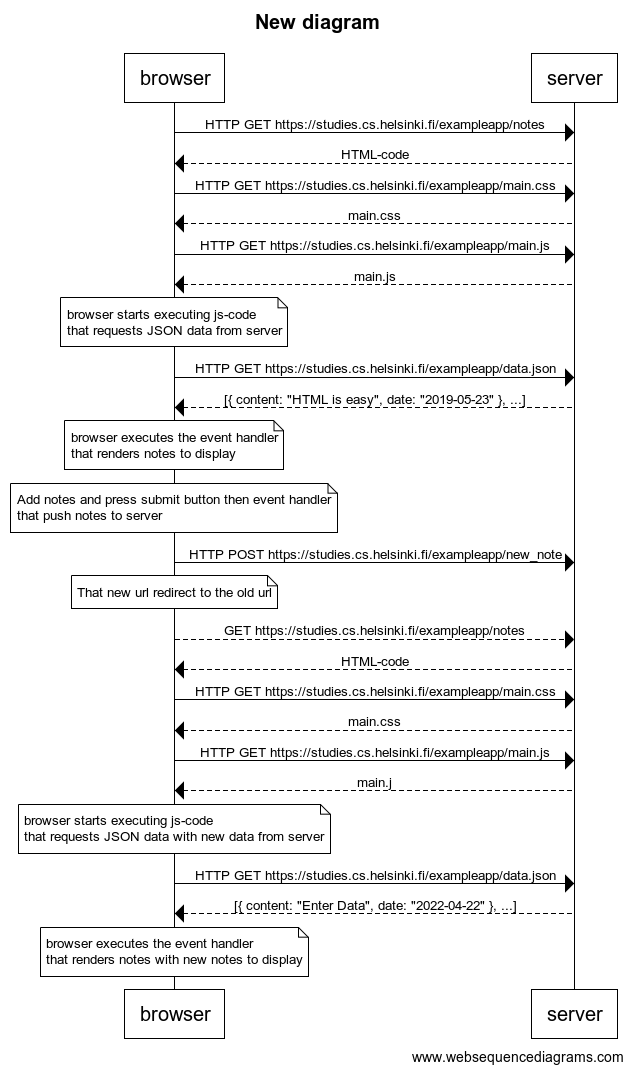 New diagram
browser
server
HTTP GET https://studies.cs.helsinki.fi/exampleapp/notes
HTML-code
HTTP GET https://studies.cs.helsinki.fi/exampleapp/main.css
main.css
HTTP GET https://studies.cs.helsinki.fi/exampleapp/main.js
main.js
browser starts executing js-code
that requests JSON data from server
HTTP GET https://studies.cs.helsinki.fi/exampleapp/data.json
[{ content: "HTML is easy", date: "2019-05-23" }, ...]
browser executes the event handler
that renders notes to display
Add notes and press submit button then event handler
that push notes to server
HTTP POST https://studies.cs.helsinki.fi/exampleapp/new_note
That new url redirect to the old url
GET https://studies.cs.helsinki.fi/exampleapp/notes
HTML-code
HTTP GET https://studies.cs.helsinki.fi/exampleapp/main.css
main.css
HTTP GET https://studies.cs.helsinki.fi/exampleapp/main.js
main.j
browser starts executing js-code
that requests JSON data with new data from server
HTTP GET https://studies.cs.helsinki.fi/exampleapp/data.json
[{ content: "Enter Data", date: "2022-04-22" }, ...]
browser executes the event handler
that renders notes with new notes to display
browser
server
www.websequencediagrams.com